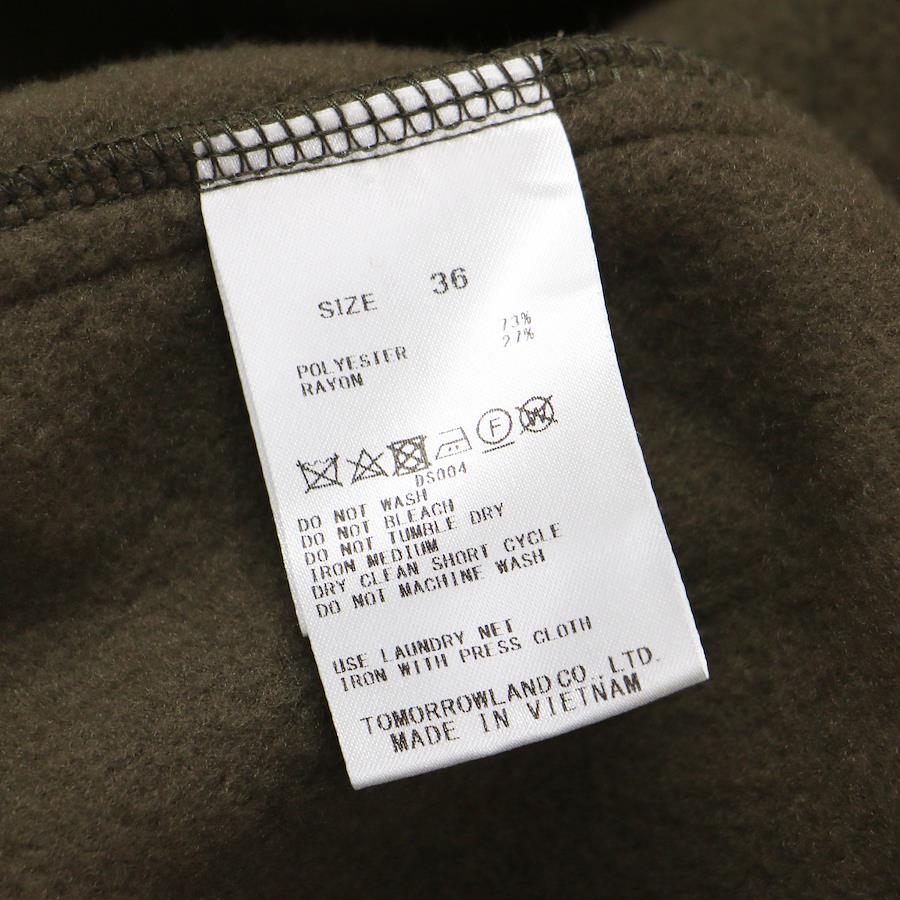 SIZE 36
POLYESTER 73%
RAYON 27%
F W
DS004
DO NOT WASH
DO NOT BLEACH
DO NOT TUMBLE DRY
IRON MEDIUM
DRY CLEAN SHORT CYCLE
DO NOT MACHINE WASH
USE LAUNDRY NET
IRON WITH PRESS CLOTH
TOMORROWLAND CO., LTD.
MADE IN VIETNAM